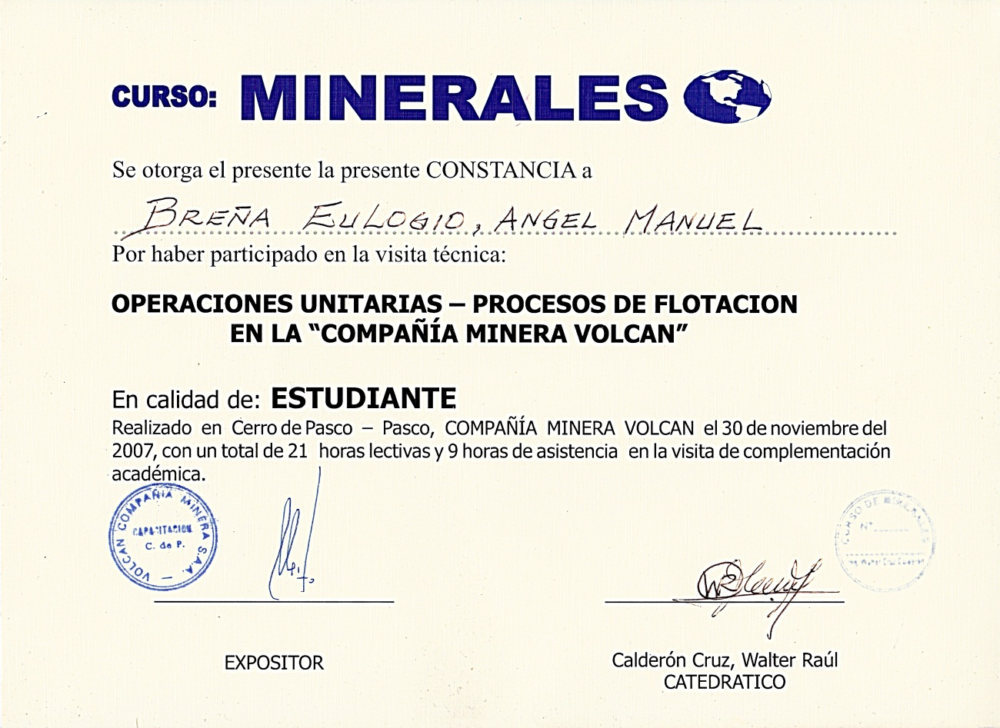 CURSO: MINERALES
Se otorga el presente la presente CONSTANCIA a
BREÑA EULOGIO, ANGEL MANUEL
Por haber participado en la visita técnica:
OPERACIONES UNITARIAS – PROCESOS DE FLOTACION
EN LA “COMPAÑÍA MINERA VOLCAN”
En calidad de: ESTUDIANTE
Realizado en Cerro de Pasco – Pasco, COMPAÑÍA MINERA VOLCAN el 30 de noviembre del
2007, con un total de 21 horas lectivas y 9 horas de asistencia en la visita de complementación
académica.
VOLCAN COMPAÑIA MINERA S.A.A.
CAPACITACION
C. de P.
CURSO DE MINERALES
N°
EXPOSITOR
Calderón Cruz, Walter Raúl
CATEDRATICO